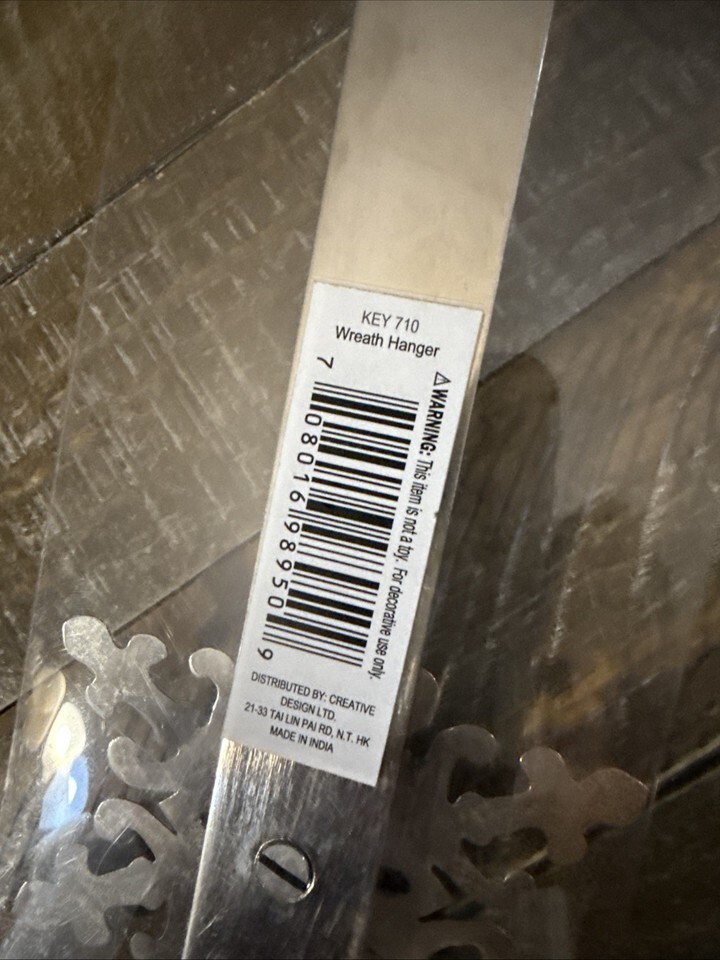 KEY 710
Wreath Hanger
⚠WARNING: This item is not a toy. For decorative use only.
7 08016 98950 9
DISTRIBUTED BY: CREATIVE
DESIGN LTD.
21-33 TAI LIN PAI RD, N.T. HK
MADE IN INDIA